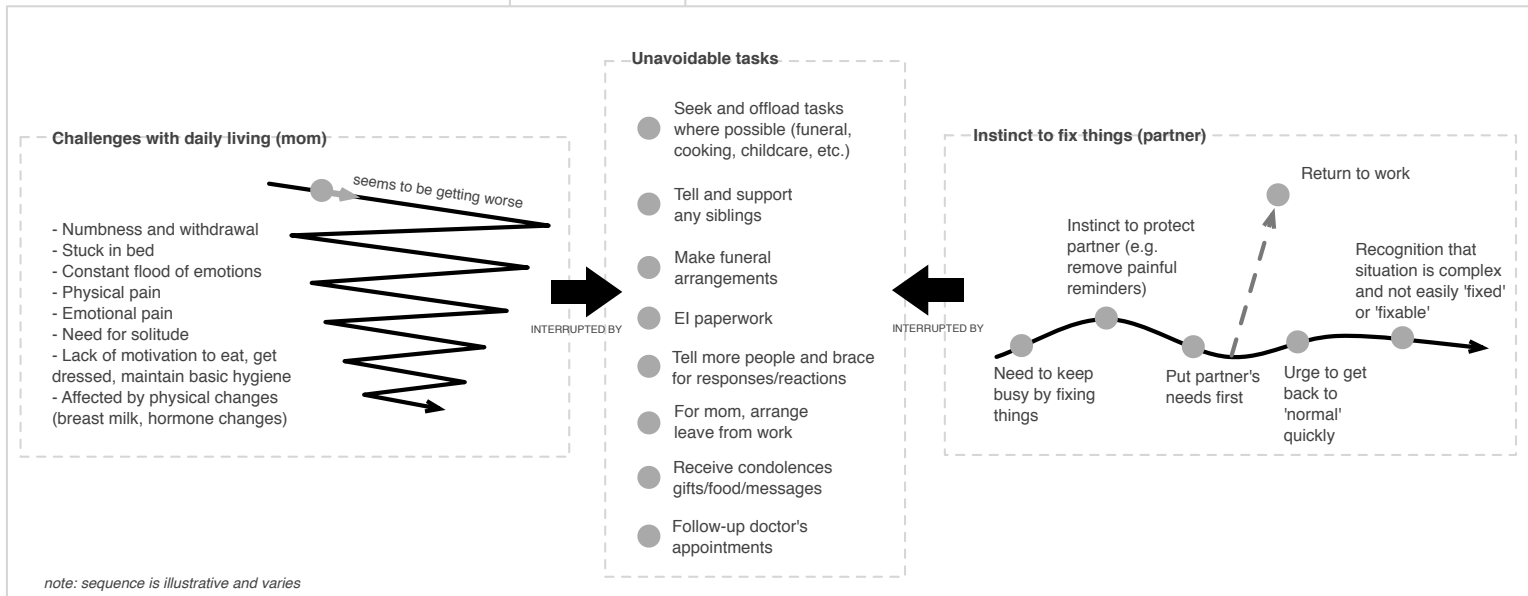 Challenges with daily living (mom)
seems to be getting worse
- Numbness and withdrawal
- Stuck in bed
- Constant flood of emotions
- Physical pain
- Emotional pain
- Need for solitude
- Lack of motivation to eat, get
dressed, maintain basic hygiene
- Affected by physical changes
(breast milk, hormone changes)
INTERRUPTED BY
Unavoidable tasks
Seek and offload tasks
where possible (funeral,
cooking, childcare, etc.)
Tell and support
any siblings
Make funeral
arrangements
EI paperwork
Tell more people and brace
for responses/reactions
For mom, arrange
leave from work
Receive condolences
gifts/food/messages
Follow-up doctor's
appointments
INTERRUPTED BY
Instinct to fix things (partner)
Need to keep
busy by fixing
things
Instinct to protect
partner (e.g.
remove painful
reminders)
Put partner's
needs first
Return to work
Urge to get
back to
'normal'
quickly
Recognition that
situation is complex
and not easily 'fixed'
or 'fixable'
note: sequence is illustrative and varies